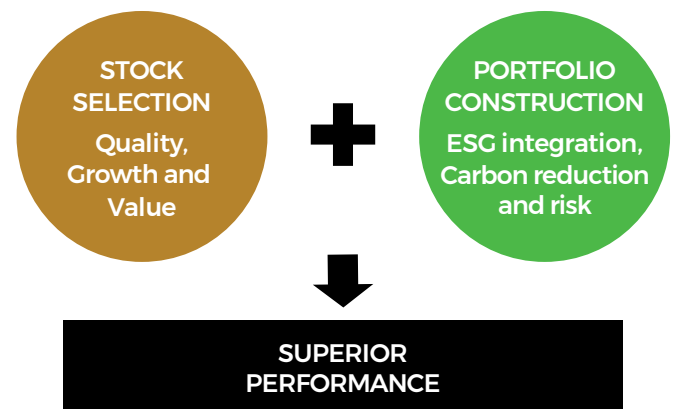 STOCK
SELECTION
Quality,
Growth and
Value
PORTFOLIO
CONSTRUCTION
ESG integration,
Carbon reduction
and risk
SUPERIOR
PERFORMANCE